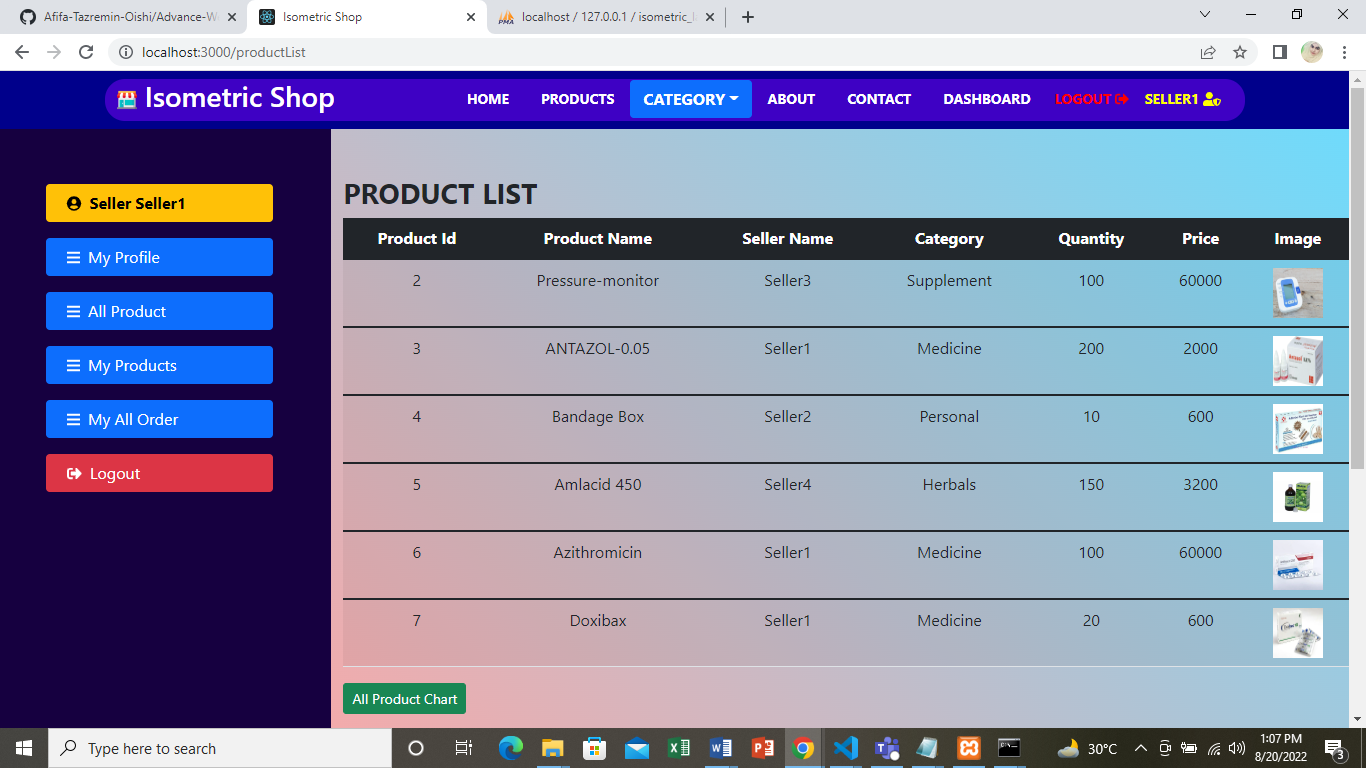 Afifa-Tazremin-Oishi/Advance-W
Isometric Shop
localhost / 127.0.0.1 / isometric_
localhost:3000/productList
Isometric Shop
HOME PRODUCTS CATEGORY ABOUT CONTACT DASHBOARD LOGOUT SELLER1
Seller Seller1
My Profile
All Product
My Products
My All Order
Logout
PRODUCT LIST
Product Id Product Name Seller Name Category Quantity Price Image
2 Pressure-monitor Seller3 Supplement 100 60000
3 ANTAZOL-0.05 Seller1 Medicine 200 2000
4 Bandage Box Seller2 Personal 10 600
5 Amlacid 450 Seller4 Herbals 150 3200
6 Azithromicin Seller1 Medicine 100 60000
7 Doxibax Seller1 Medicine 20 600
All Product Chart
Type here to search
30°C
1:07 PM
8/20/2022
3